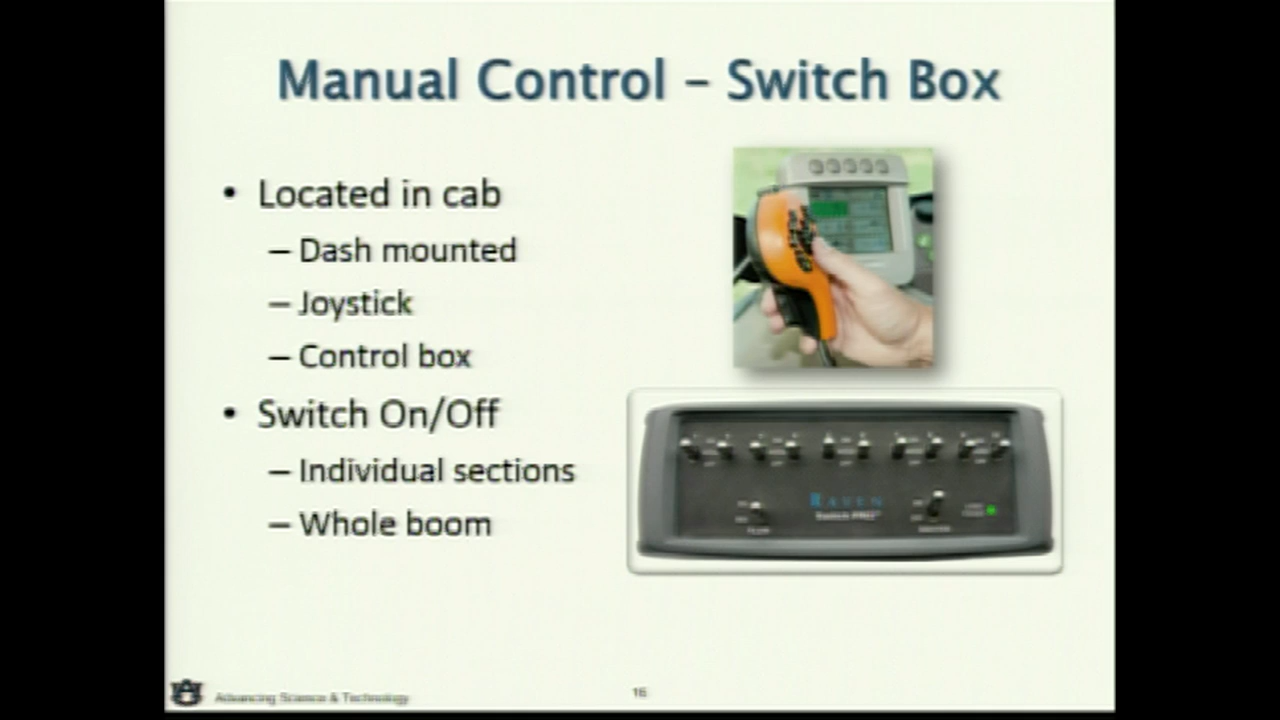 Manual Control – Switch Box
• Located in cab
– Dash mounted
– Joystick
– Control box
• Switch On/Off
– Individual sections
– Whole boom
RAVEN
Advancing Science & Technology
16